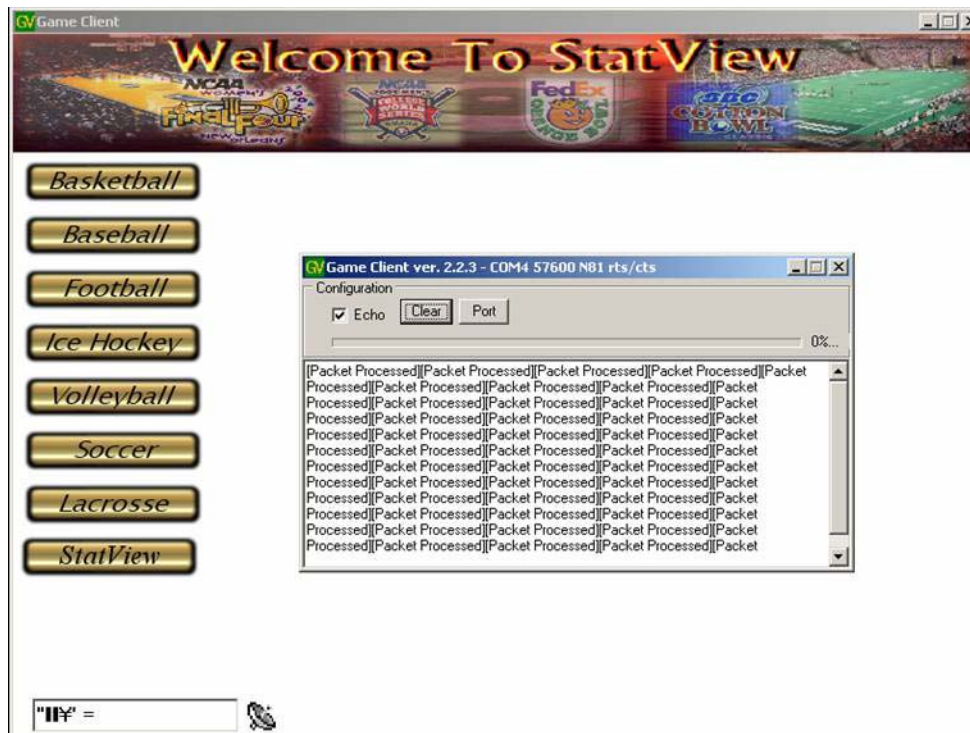 Game Client
Welcome To StatView
NCAA
WOMEN'S
Final Four
New Orleans
COLLEGE
WORLD
SERIES
FedEx
ORANGE BOWL
SBC
COTTON
BOWL
Basketball
Baseball
Football
Ice Hockey
Volleyball
Soccer
Lacrosse
StatView
Game Client ver. 2.2.3 - COM4 57600 N81 rts/cts
Configuration
Echo
Clear
Port
0%...
[Packet Processed][Packet Processed][Packet Processed][Packet Processed][Packet
Processed][Packet Processed][Packet Processed][Packet Processed][Packet
Processed][Packet Processed][Packet Processed][Packet Processed][Packet
Processed][Packet Processed][Packet Processed][Packet Processed][Packet
Processed][Packet Processed][Packet Processed][Packet Processed][Packet
Processed][Packet Processed][Packet Processed][Packet Processed][Packet
Processed][Packet Processed][Packet Processed][Packet Processed][Packet
Processed][Packet Processed][Packet Processed][Packet Processed][Packet
Processed][Packet Processed][Packet Processed][Packet Processed][Packet
Processed][Packet Processed][Packet Processed][Packet Processed][Packet
Processed][Packet Processed][Packet Processed][Packet Processed][Packet
Processed][Packet Processed][Packet Processed][Packet Processed][Packet